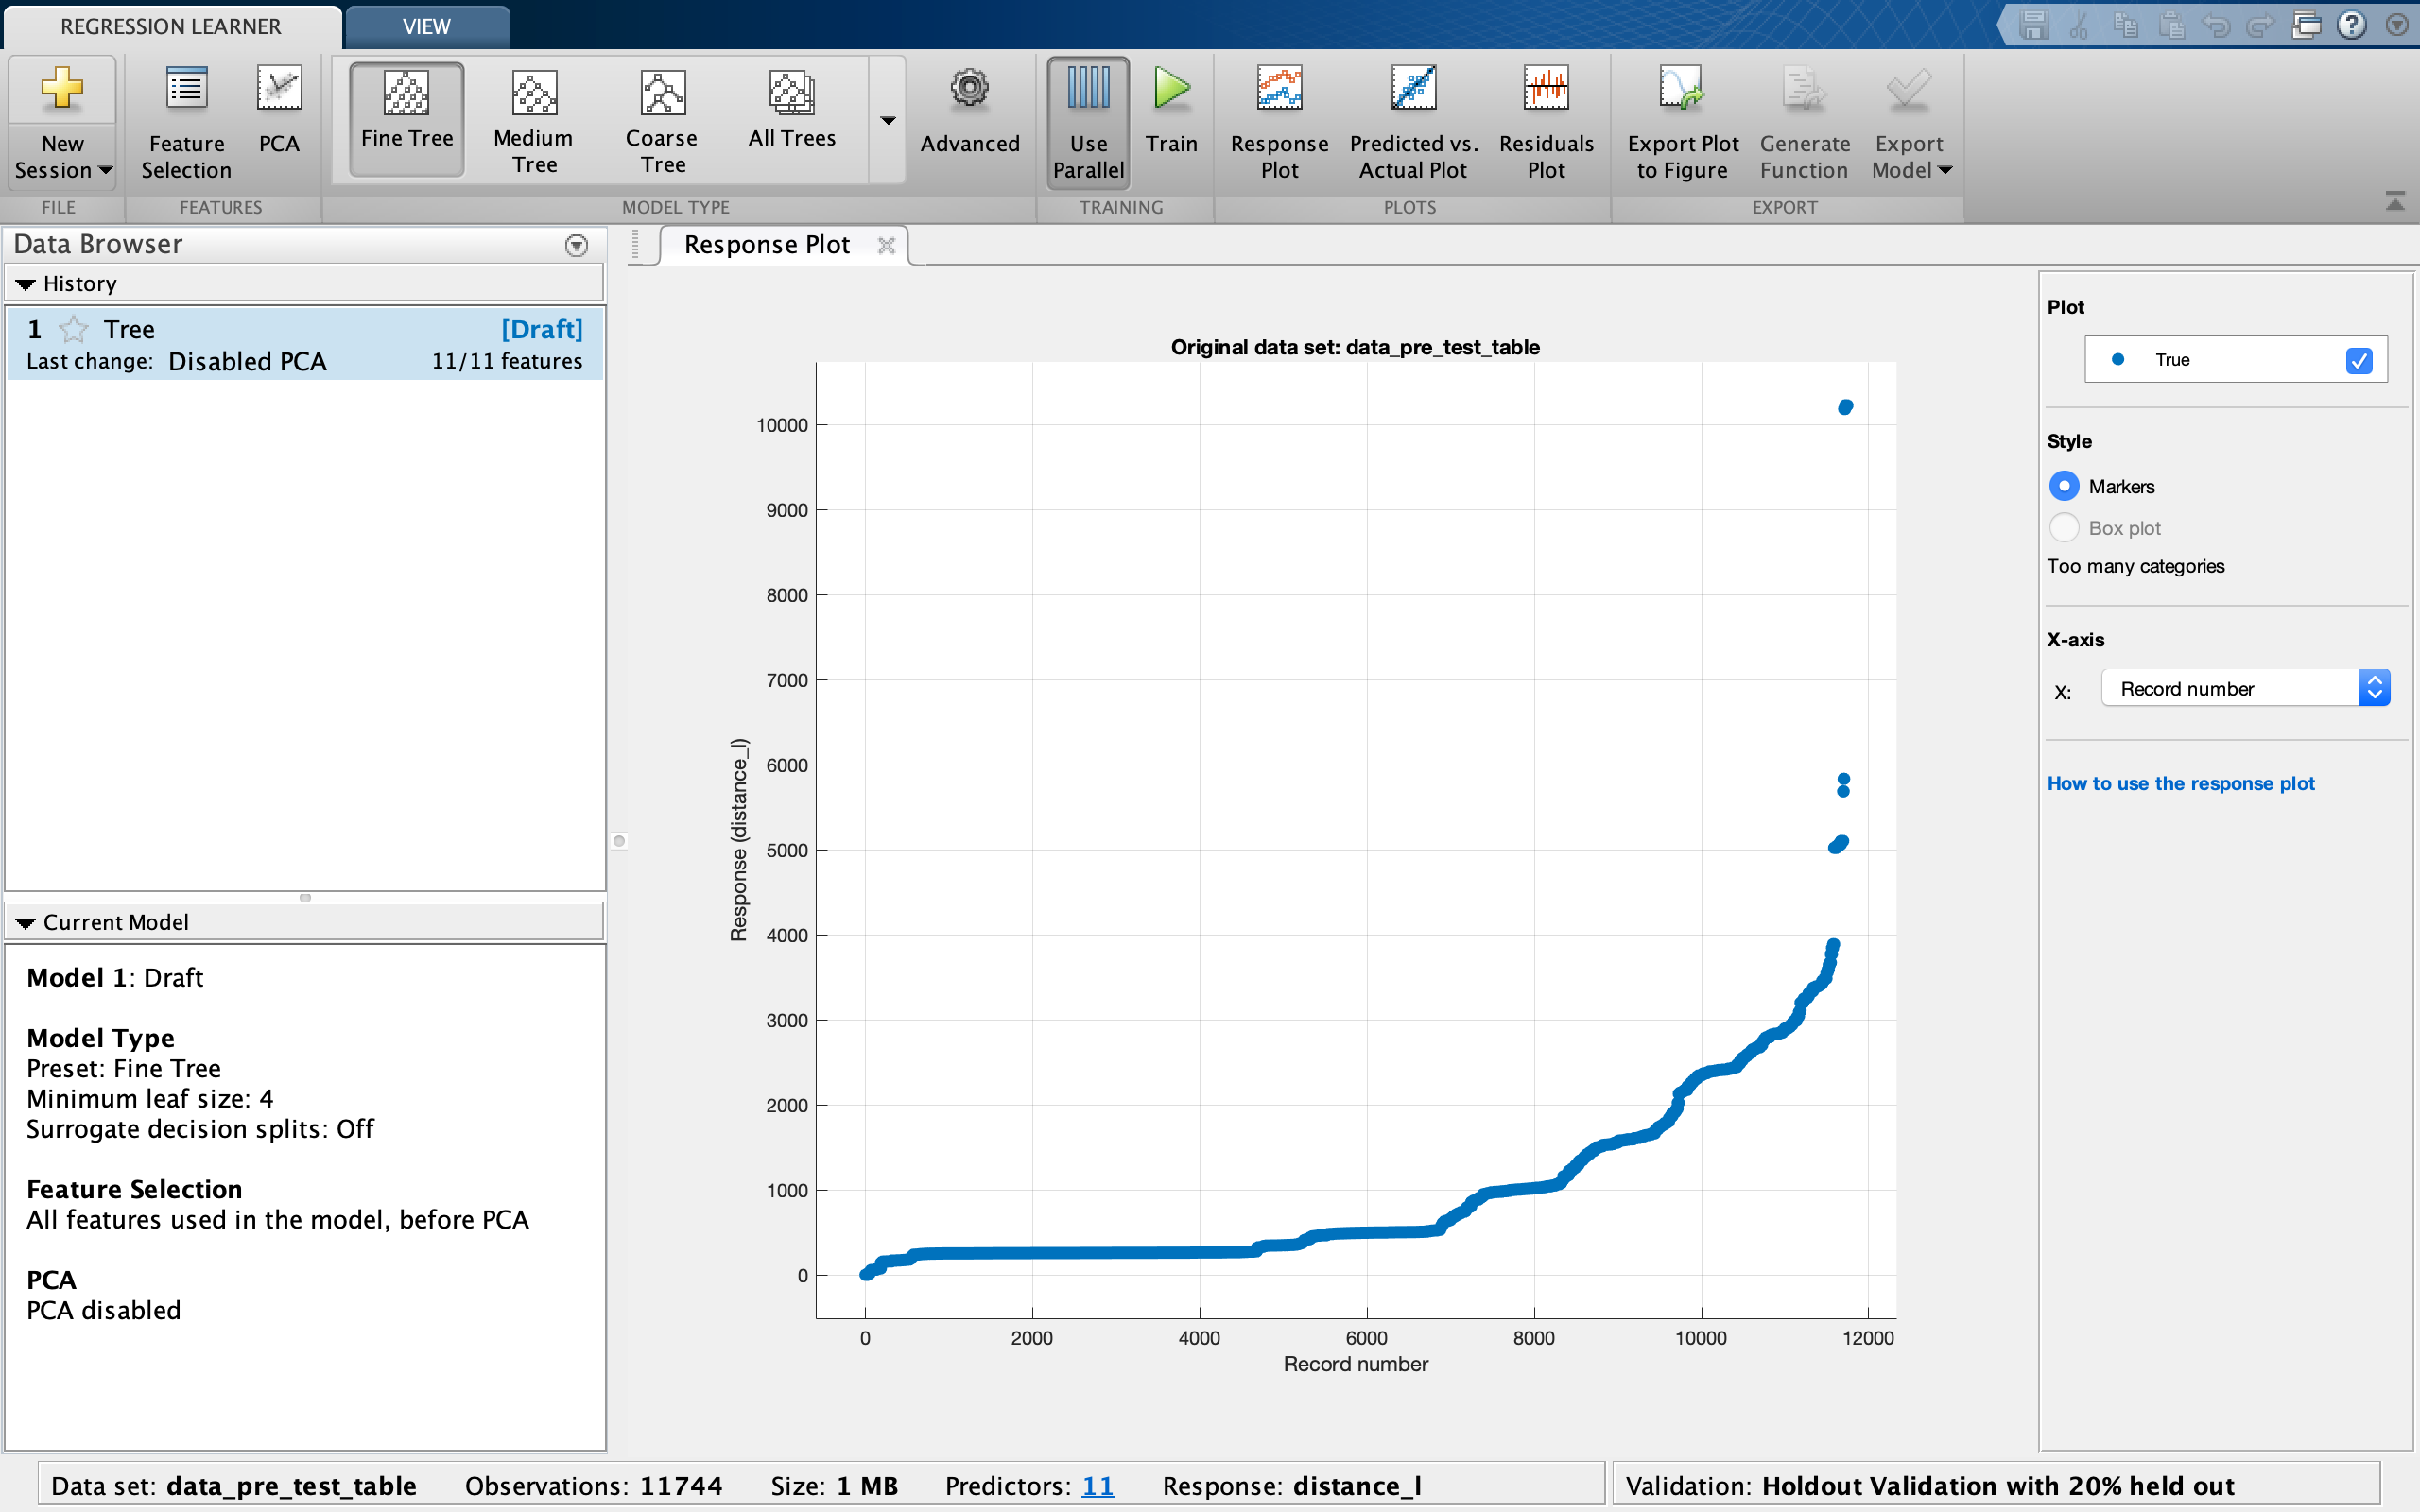 REGRESSION LEARNER
VIEW
New
Session
Feature
Selection
PCA
Fine Tree
Medium
Tree
Coarse
Tree
All Trees
Advanced
Use
Parallel
Train
Response
Plot
Predicted vs.
Actual Plot
Residuals
Plot
Export Plot
to Figure
Generate
Function
Export
Model
FILE
FEATURES
MODEL TYPE
TRAINING
PLOTS
EXPORT
Data Browser
History
1 Tree [Draft]
Last change: Disabled PCA 11/11 features
Current Model
Model 1: Draft
Model Type
Preset: Fine Tree
Minimum leaf size: 4
Surrogate decision splits: Off
Feature Selection
All features used in the model, before PCA
PCA
PCA disabled
Response Plot
Original data set: data_pre_test_table
10000
9000
8000
7000
6000
5000
4000
3000
2000
1000
0
Response (distance_l)
0 2000 4000 6000 8000 10000 12000
Record number
Plot
True
Style
Markers
Box plot
Too many categories
X-axis
X: Record number
How to use the response plot
Data set: data_pre_test_table Observations: 11744 Size: 1 MB Predictors: 11 Response: distance_l
Validation: Holdout Validation with 20% held out